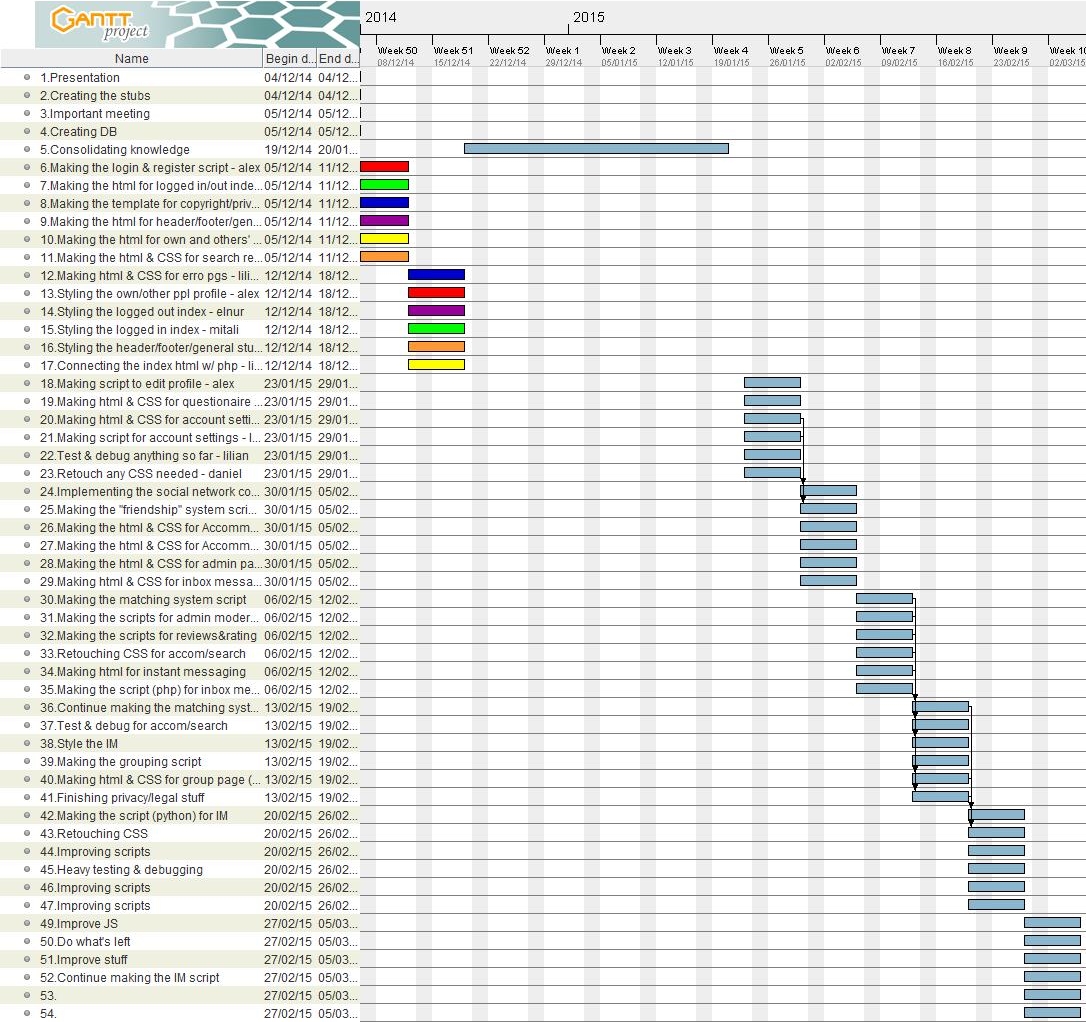 GANTT project
2014 2015
Week 50 Week 51 Week 52 Week 1 Week 2 Week 3 Week 4 Week 5 Week 6 Week 7 Week 8 Week 9 Week 10
Name Begin d... End d... 08/12/14 15/12/14 22/12/14 29/12/14 05/01/15 12/01/15 19/01/15 26/01/15 02/02/15 09/02/15 16/02/15 23/02/15 02/03/15
1.Presentation 04/12/14 04/12...
2.Creating the stubs 04/12/14 04/12...
3.Important meeting 05/12/14 05/12...
4.Creating DB 05/12/14 05/12...
5.Consolidating knowledge 19/12/14 20/01...
6.Making the login & register script - alex 05/12/14 11/12...
7.Making the html for logged in/out inde... 05/12/14 11/12...
8.Making the template for copyright/priv... 05/12/14 11/12...
9.Making the html for header/footer/gen... 05/12/14 11/12...
10.Making the html for own and others' ... 05/12/14 11/12...
11.Making the html & CSS for search re... 05/12/14 11/12...
12.Making html & CSS for erro pgs - lili... 12/12/14 18/12...
13.Styling the own/other ppl profile - alex 12/12/14 18/12...
14.Styling the logged out index - elnur 12/12/14 18/12...
15.Styling the logged in index - mitali 12/12/14 18/12...
16.Styling the header/footer/general stu... 12/12/14 18/12...
17.Connecting the index html w/ php - li... 12/12/14 18/12...
18.Making script to edit profile - alex 23/01/15 29/01...
19.Making html & CSS for questionaire ... 23/01/15 29/01...
20.Making html & CSS for account setti... 23/01/15 29/01...
21.Making script for account settings - l... 23/01/15 29/01...
22.Test & debug anything so far - lilian 23/01/15 29/01...
23.Retouch any CSS needed - daniel 23/01/15 29/01...
24.Implementing the social network co... 30/01/15 05/02...
25.Making the "friendship" system scri... 30/01/15 05/02...
26.Making the html & CSS for Accomm... 30/01/15 05/02...
27.Making the html & CSS for Accomm... 30/01/15 05/02...
28.Making the html & CSS for admin pa... 30/01/15 05/02...
29.Making html & CSS for inbox messa... 30/01/15 05/02...
30.Making the matching system script 06/02/15 12/02...
31.Making the scripts for admin moder... 06/02/15 12/02...
32.Making the scripts for reviews&rating 06/02/15 12/02...
33.Retouching CSS for accom/search 06/02/15 12/02...
34.Making html for instant messaging 06/02/15 12/02...
35.Making the script (php) for inbox me... 06/02/15 12/02...
36.Continue making the matching syst... 13/02/15 19/02...
37.Test & debug for accom/search 13/02/15 19/02...
38.Style the IM 13/02/15 19/02...
39.Making the grouping script 13/02/15 19/02...
40.Making html & CSS for group page (... 13/02/15 19/02...
41.Finishing privacy/legal stuff 13/02/15 19/02...
42.Making the script (python) for IM 20/02/15 26/02...
43.Retouching CSS 20/02/15 26/02...
44.Improving scripts 20/02/15 26/02...
45.Heavy testing & debugging 20/02/15 26/02...
46.Improving scripts 20/02/15 26/02...
47.Improving scripts 20/02/15 26/02...
49.Improve JS 27/02/15 05/03...
50.Do what's left 27/02/15 05/03...
51.Improve stuff 27/02/15 05/03...
52.Continue making the IM script 27/02/15 05/03...
53. 27/02/15 05/03...
54. 27/02/15 05/03...